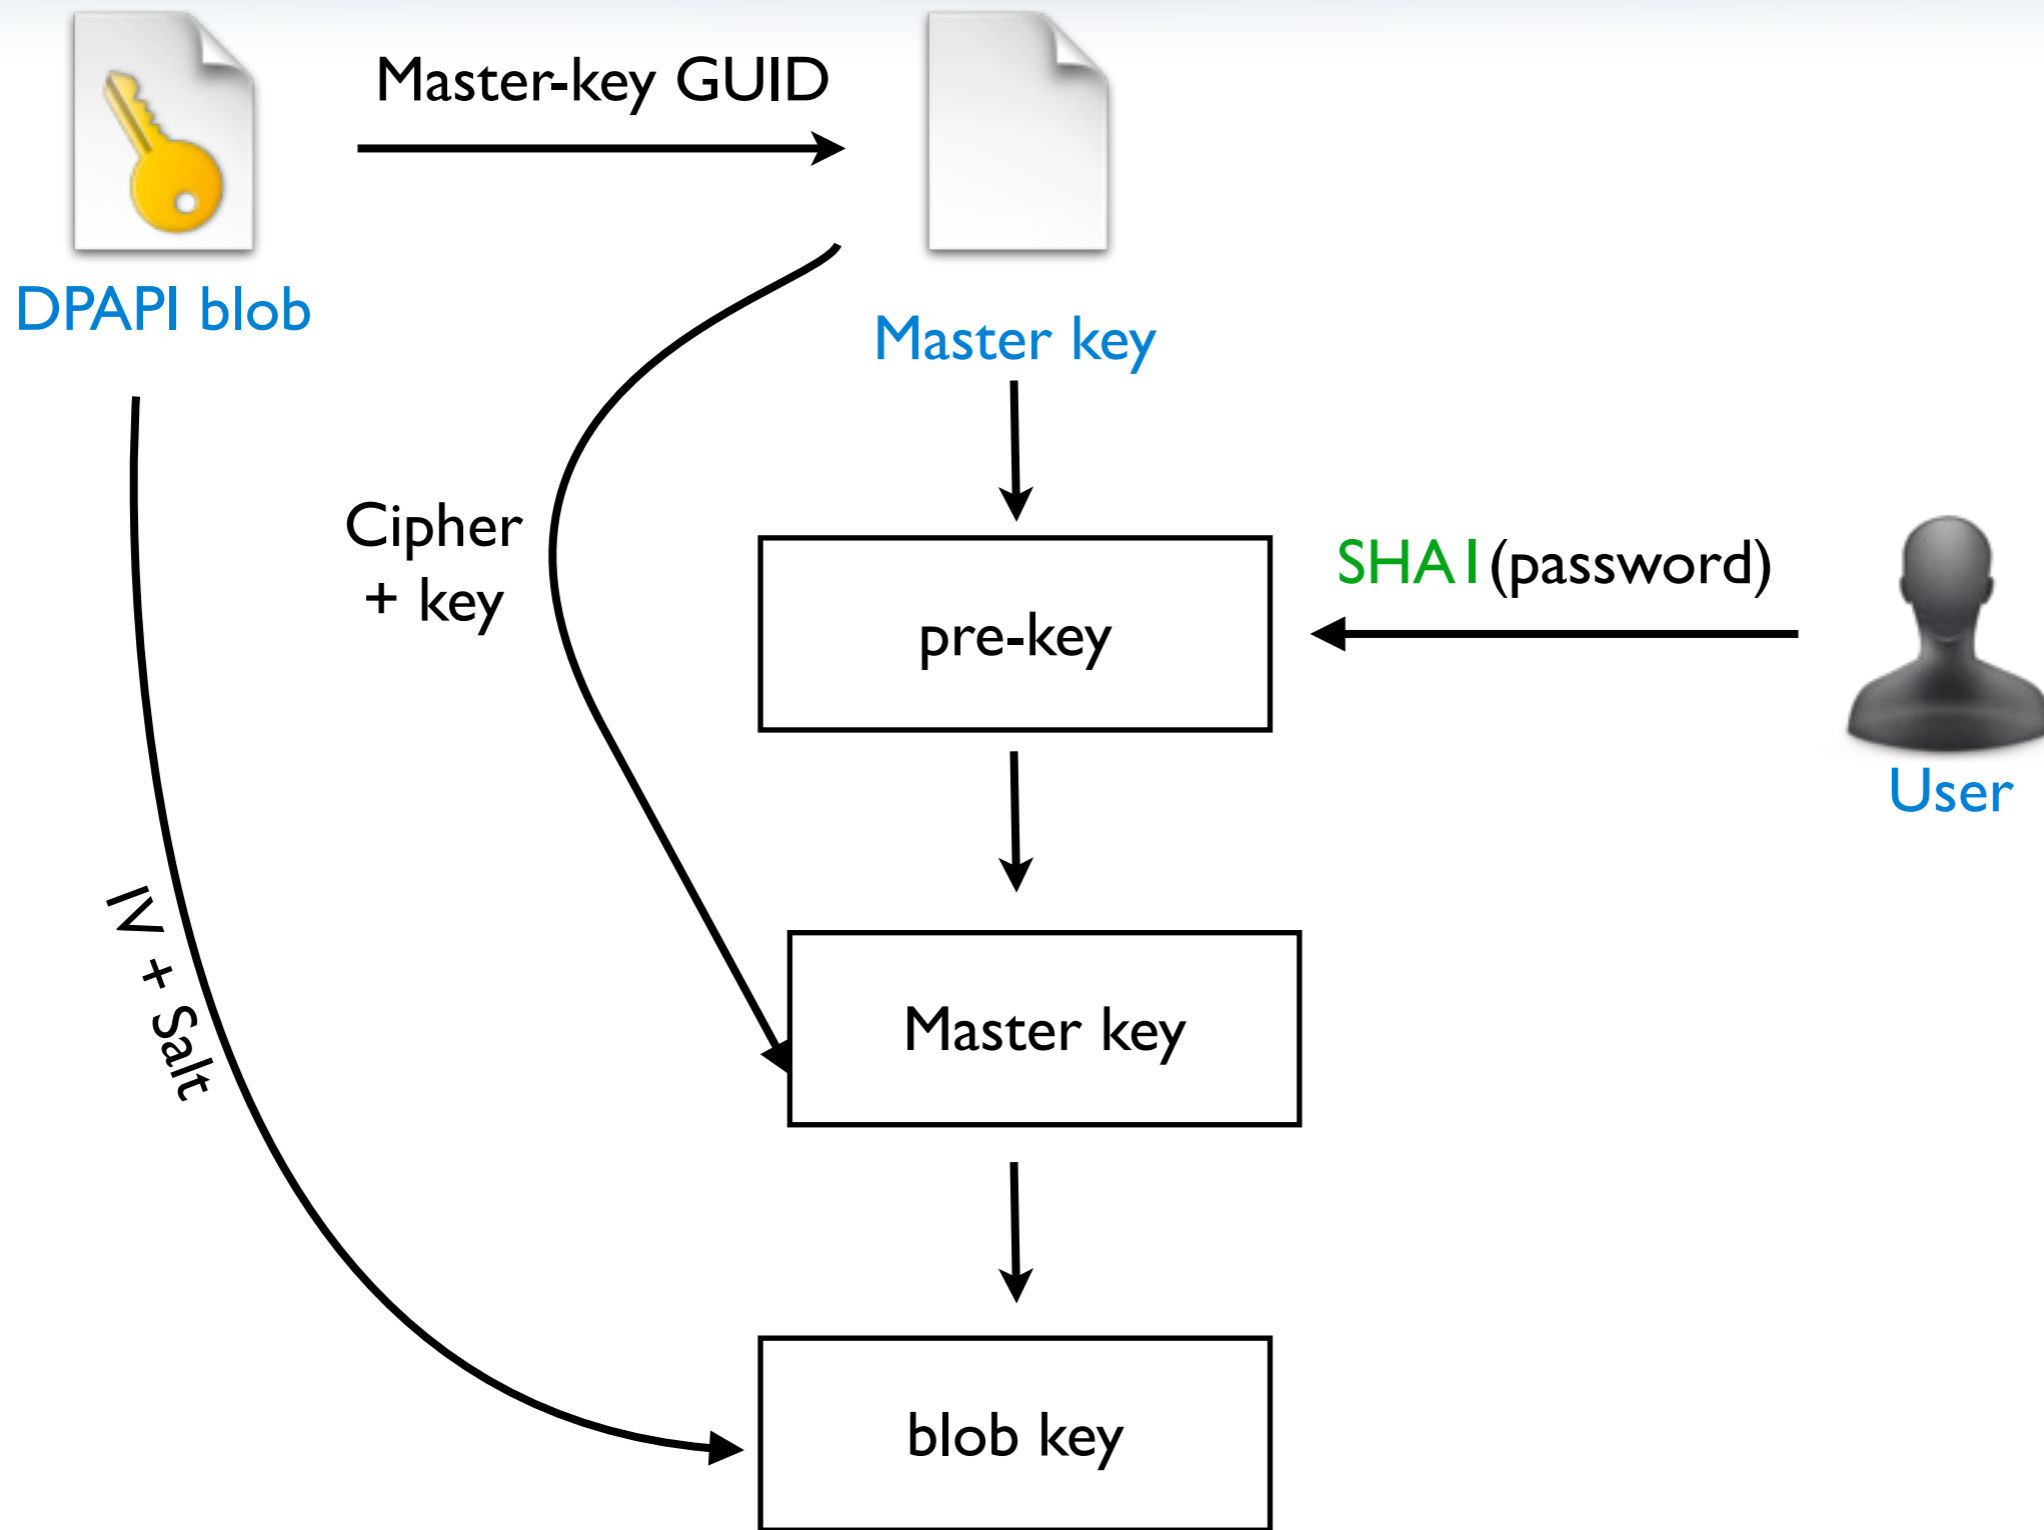 Master-key GUID
DPAPI blob
Master key
Cipher
+ key
SHA1(password)
pre-key
User
IV + Salt
Master key
blob key